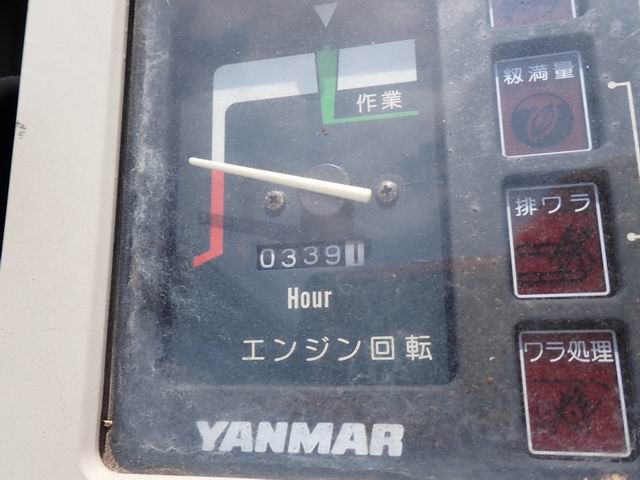 作業
籾満量
排ワラ
03391
Hour
エンジン回転
ワラ処理
YANMAR